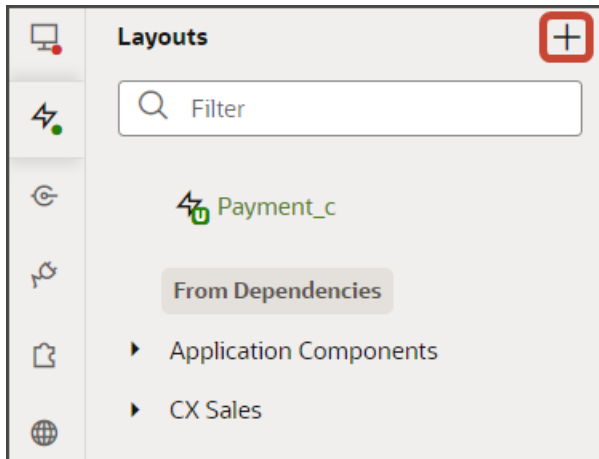 Layouts
Filter
U Payment_c
From Dependencies
Application Components
CX Sales